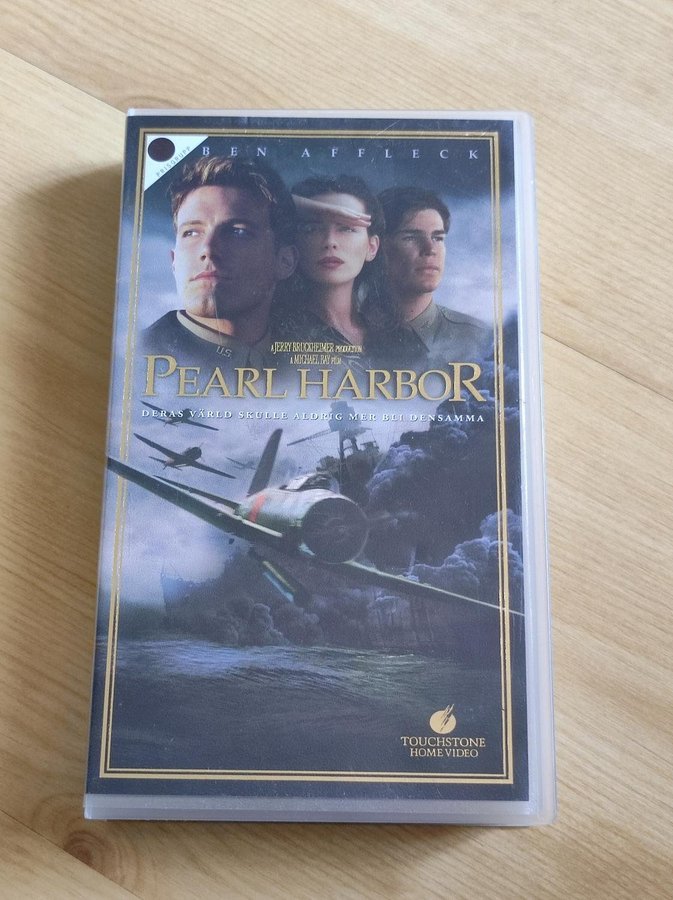 PRISGRUPP
BEN AFFLECK
U.S.
A JERRY BRUCKHEIMER PRODUCTION
A MICHAEL BAY FILM
PEARL HARBOR
DERAS VÄRLD SKULLE ALDRIG MER BLI DENSAMMA
TOUCHSTONE
HOME VIDEO